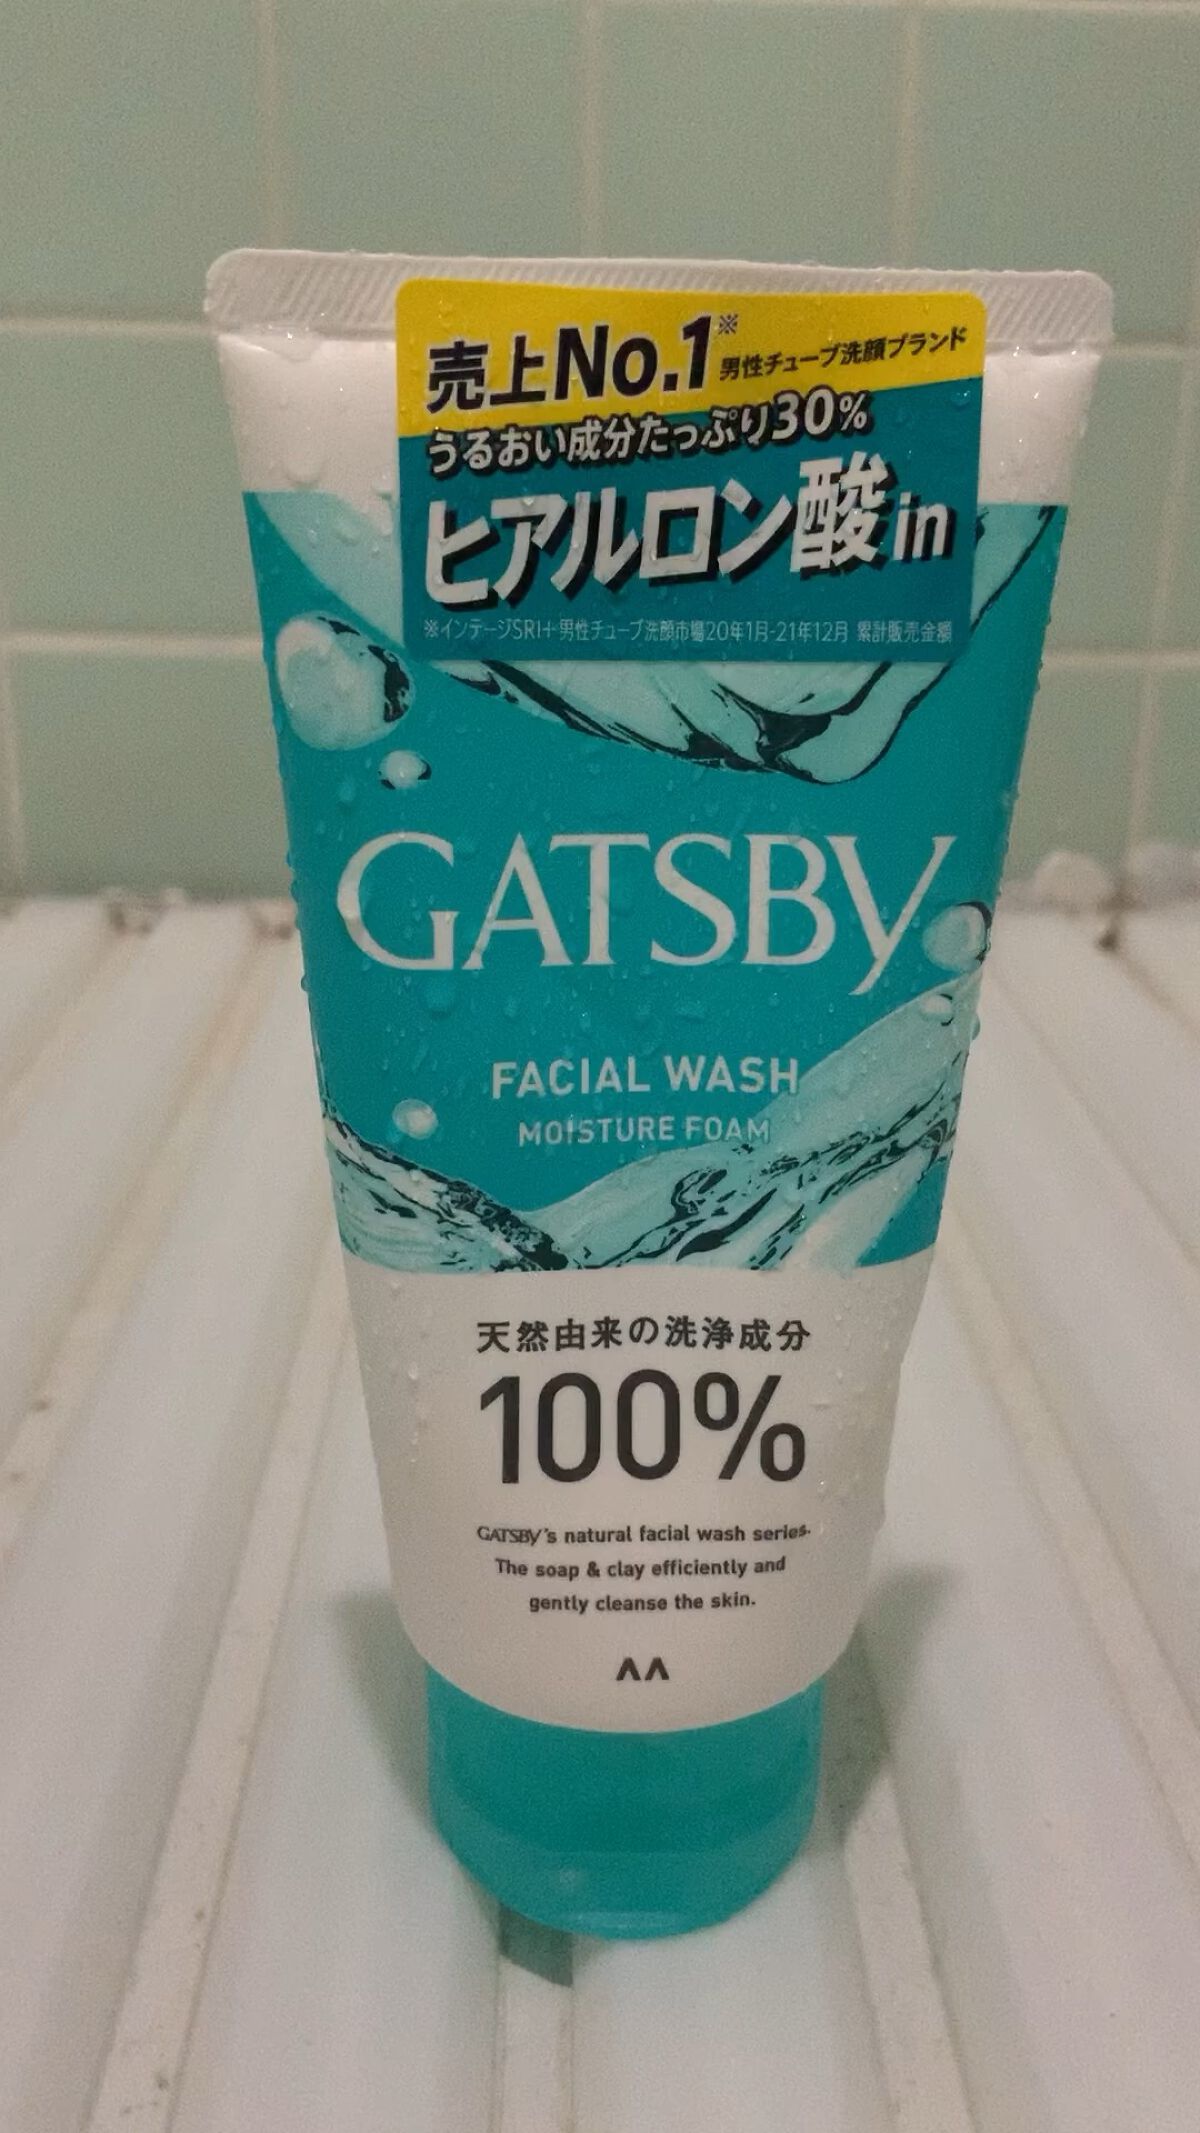 売上No.1※ 男性チューブ洗顔ブランド
うるおい成分たっぷり30%
ヒアルロン酸in
※インテージSRI+男性チューブ洗顔市場20年1月-21年12月 累計販売金額
GATSBY
FACIAL WASH
MOISTURE FOAM
天然由来の洗浄成分
100%
GATSBY's natural facial wash series.
The soap & clay efficiently and
gently cleanse the skin.